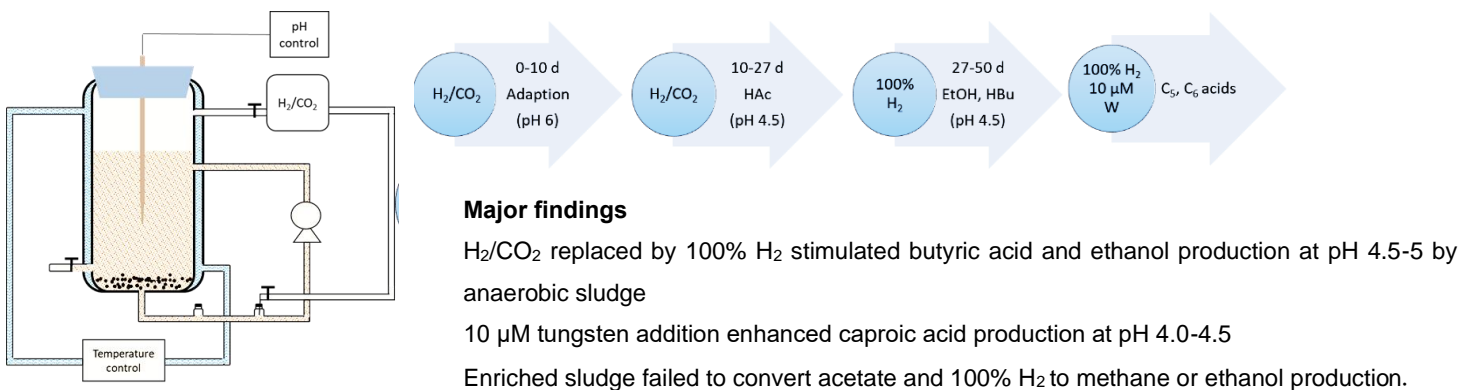 pH
control
H₂/CO₂
Temperature
control
H₂/CO₂
0-10 d
Adaption
(pH 6)
H₂/CO₂
10-27 d
HAc
(pH 4.5)
100%
H₂
27-50 d
EtOH, HBu
(pH 4.5)
100% H₂
10 µM
W
C₅, C₆ acids
Major findings
H₂/CO₂ replaced by 100% H₂ stimulated butyric acid and ethanol production at pH 4.5-5 by
anaerobic sludge
10 µM tungsten addition enhanced caproic acid production at pH 4.0-4.5
Enriched sludge failed to convert acetate and 100% H₂ to methane or ethanol production.